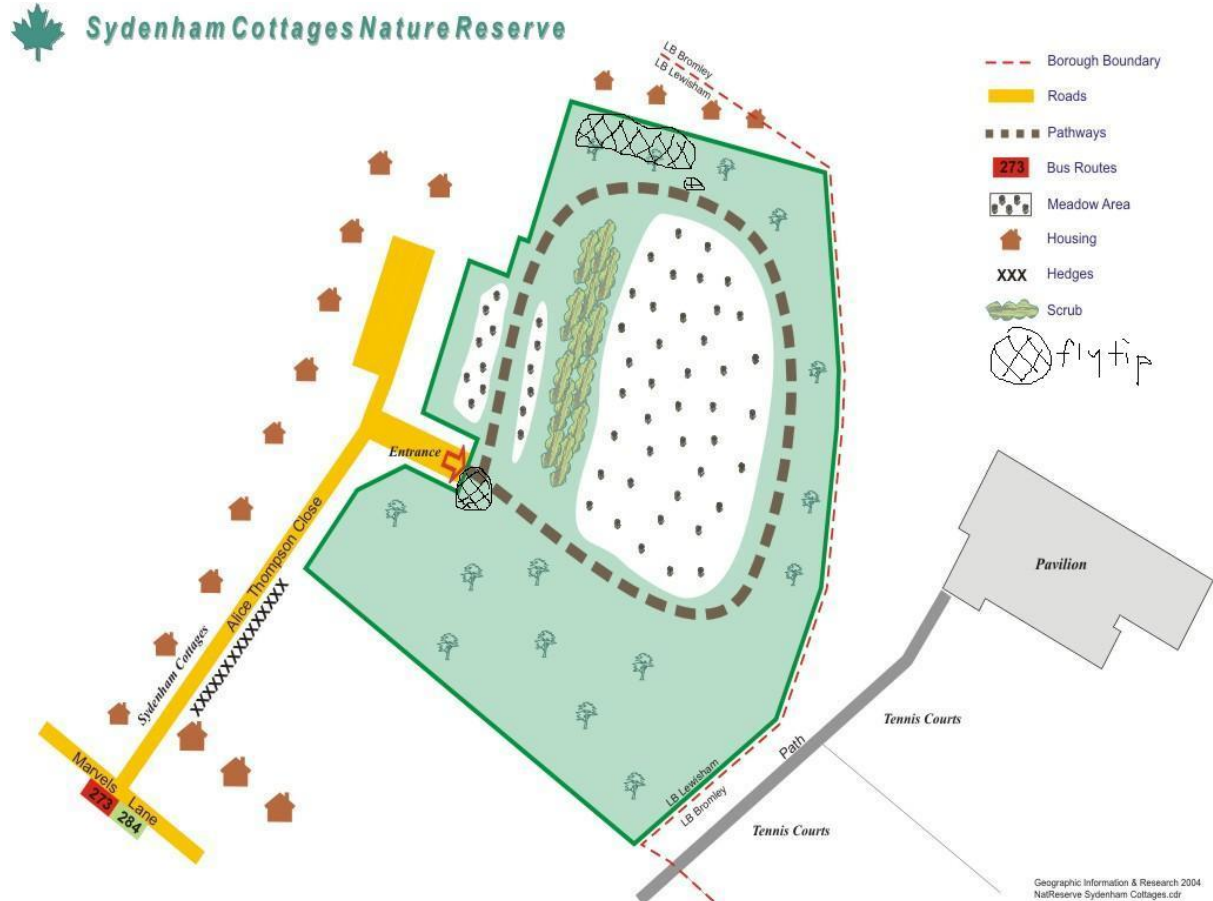 Sydenham Cottages Nature Reserve
LB Bromley
LB Lewisham
Borough Boundary
Roads
Pathways
273 Bus Routes
Meadow Area
Housing
XXX Hedges
Scrub
flytip
Entrance
Alice Thompson Close
XXXXXXXXXXXXXXX
Sydenham Cottages
Marvels Lane
273 284
Pavilion
Tennis Courts
Path
LB Lewisham
LB Bromley
Tennis Courts
Geographic Information & Research 2004
NatReserve Sydenham Cottages.cdr